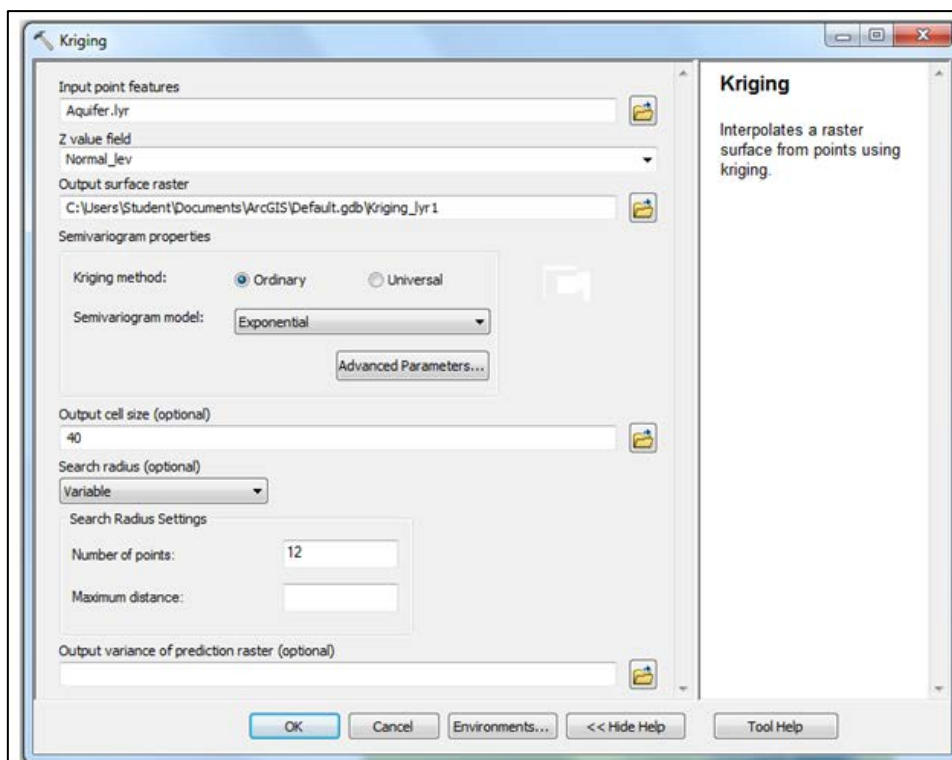 Kriging
Input point features
Aquifer.lyr
Z value field
Normal_lev
Output surface raster
C:\Users\Student\Documents\ArcGIS\Default.gdb\Kriging_lyr1
Semivariogram properties
Kriging method: Ordinary Universal
Semivariogram model: Exponential
Advanced Parameters...
Output cell size (optional)
40
Search radius (optional)
Variable
Search Radius Settings
Number of points: 12
Maximum distance:
Output variance of prediction raster (optional)
Kriging
Interpolates a raster
surface from points using
kriging.
OK Cancel Environments... << Hide Help Tool Help